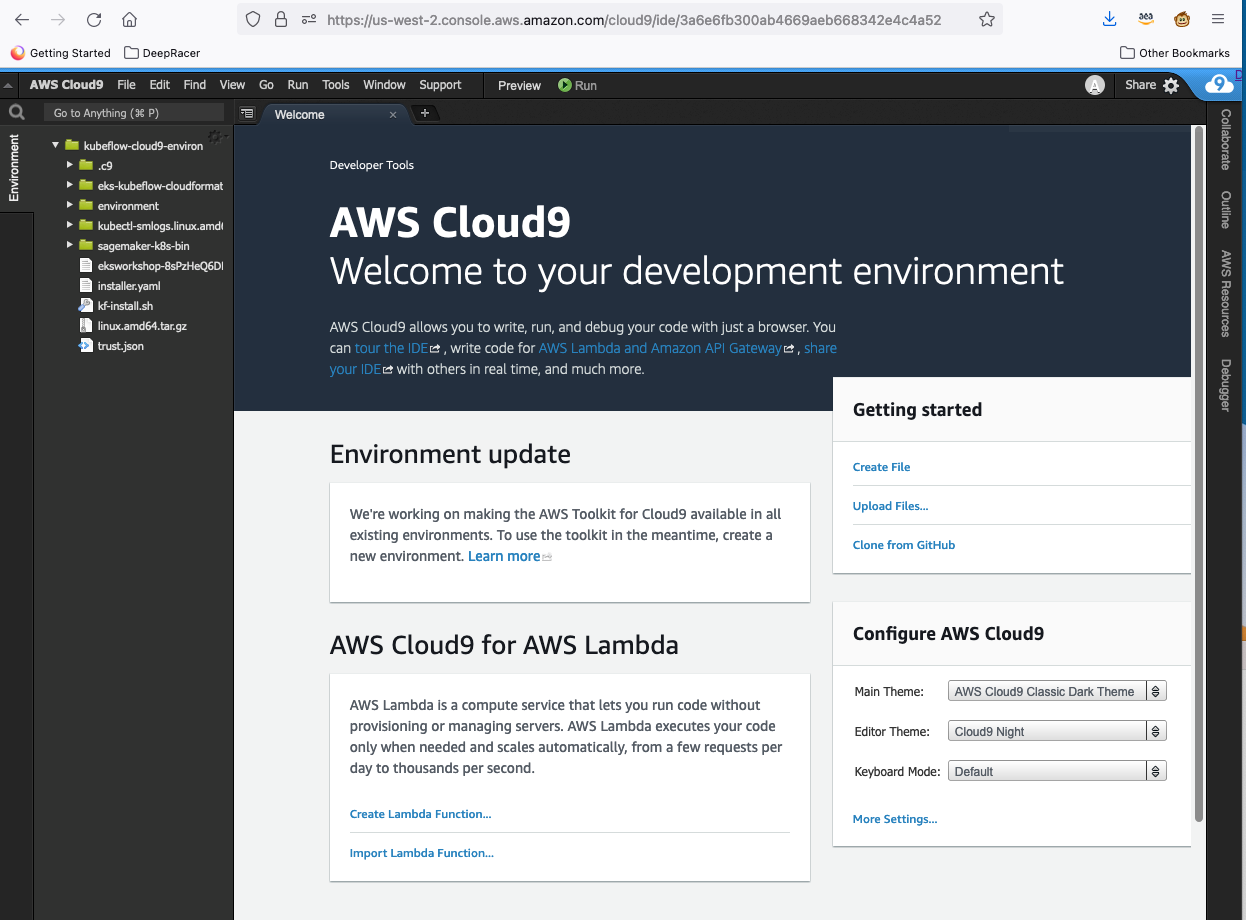 https://us-west-2.console.aws.amazon.com/cloud9/ide/3a6e6fb300ab4669aeb668342e4c4a52
Getting Started DeepRacer Other Bookmarks
AWS Cloud9 File Edit Find View Go Run Tools Window Support Preview Run A Share 9
Go to Anything (⌘ P) Welcome
Environment
kubeflow-cloud9-environ
.c9
eks-kubeflow-cloudformat
environment
kubectl-smlogs.linux.amd6
sagemaker-k8s-bin
eksworkshop-8sPzHeQ6D
installer.yaml
kf-install.sh
linux.amd64.tar.gz
trust.json
Developer Tools
AWS Cloud9
Welcome to your development environment
AWS Cloud9 allows you to write, run, and debug your code with just a browser. You
can tour the IDE , write code for AWS Lambda and Amazon API Gateway , share
your IDE with others in real time, and much more.
Environment update
We're working on making the AWS Toolkit for Cloud9 available in all
existing environments. To use the toolkit in the meantime, create a
new environment. Learn more
AWS Cloud9 for AWS Lambda
AWS Lambda is a compute service that lets you run code without
provisioning or managing servers. AWS Lambda executes your code
only when needed and scales automatically, from a few requests per
day to thousands per second.
Create Lambda Function...
Import Lambda Function...
Getting started
Create File
Upload Files...
Clone from GitHub
Configure AWS Cloud9
Main Theme: AWS Cloud9 Classic Dark Theme
Editor Theme: Cloud9 Night
Keyboard Mode: Default
More Settings...
Collaborate
Outline
AWS Resources
Debugger